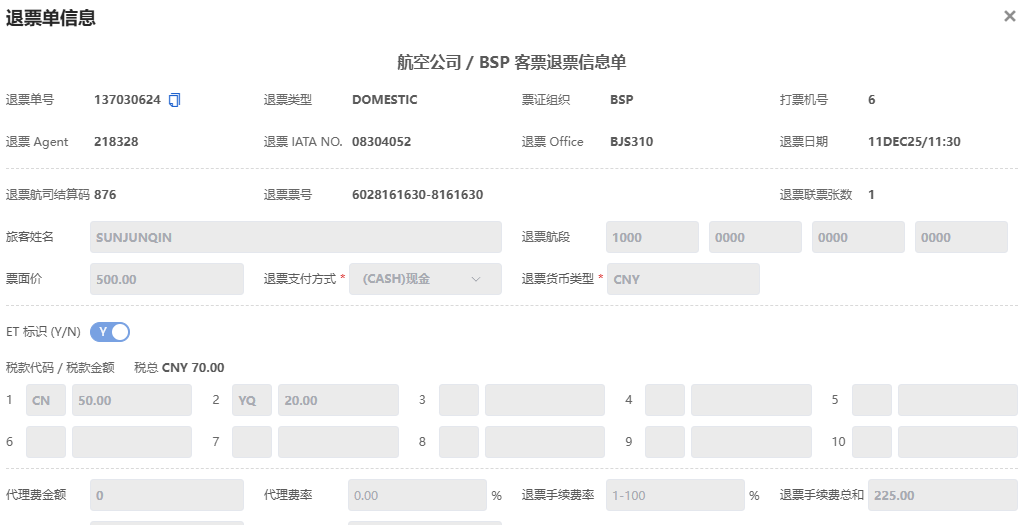 退票单信息
航空公司 / BSP 客票退票信息单
退票单号 137030624 退票类型 DOMESTIC 票证组织 BSP 打票机号 6
退票 Agent 218328 退票 IATA NO. 08304052 退票 Office BJS310 退票日期 11DEC25/11:30
退票航司结算码 876 退票票号 6028161630-8161630 退票联票张数 1
旅客姓名 SUNJUNQIN 退票航段 1000 0000 0000 0000
票面价 500.00 退票支付方式 * (CASH)现金 退票货币类型 * CNY
ET 标识 (Y/N) Y
税款代码 / 税款金额 税总 CNY 70.00
1 CN 50.00 2 YQ 20.00 3 4 5
6 7 8 9 10
代理费金额 0 代理费率 0.00 % 退票手续费率 1-100 % 退票手续费总和 225.00